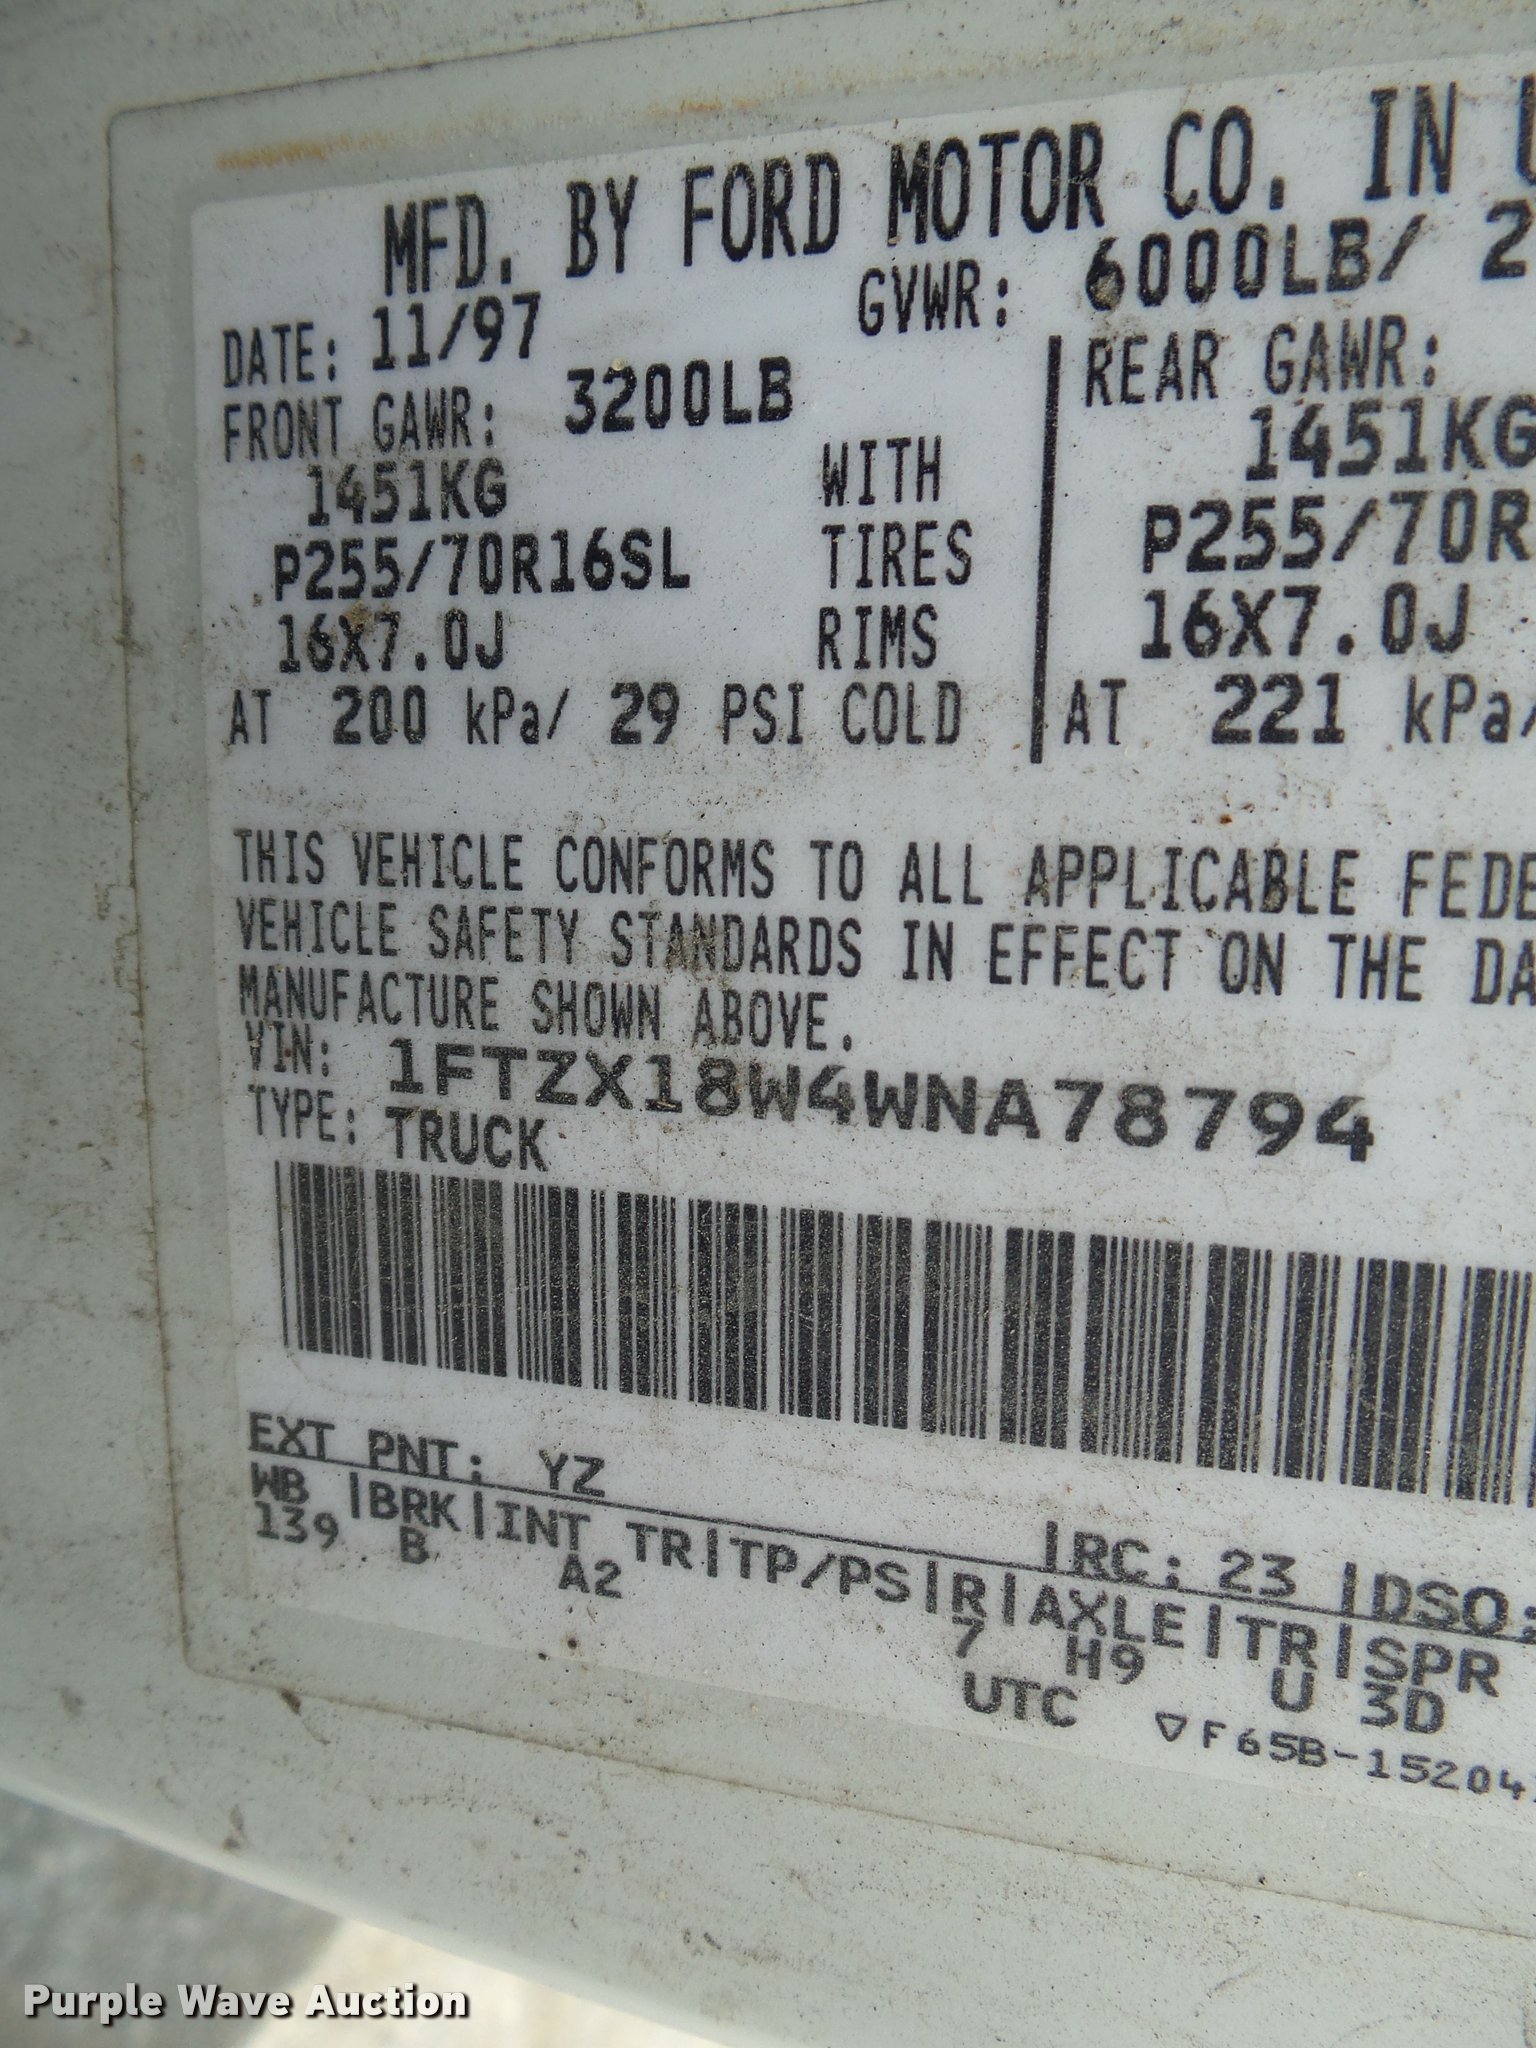 MFD. BY FORD MOTOR CO. IN U
DATE: 11/97 GVWR: 6000LB/ 2
FRONT GAWR: 3200LB REAR GAWR:
1451KG WITH 1451KG
P255/70R16SL TIRES P255/70R
16X7.0J RIMS 16X7.0J
AT 200 kPa/ 29 PSI COLD AT 221 kPa/
THIS VEHICLE CONFORMS TO ALL APPLICABLE FEDE
VEHICLE SAFETY STANDARDS IN EFFECT ON THE DA
MANUFACTURE SHOWN ABOVE.
VIN: 1FTZX18W4WNA78794
TYPE: TRUCK
EXT PNT: YZ |RC: 23 |DSO:
WB |BRK|INT TR|TP/PS|R|AXLE|TR|SPR
139 B A2 7 H9 U 3D
UTC ▽F65B-15204
Purple Wave Auction